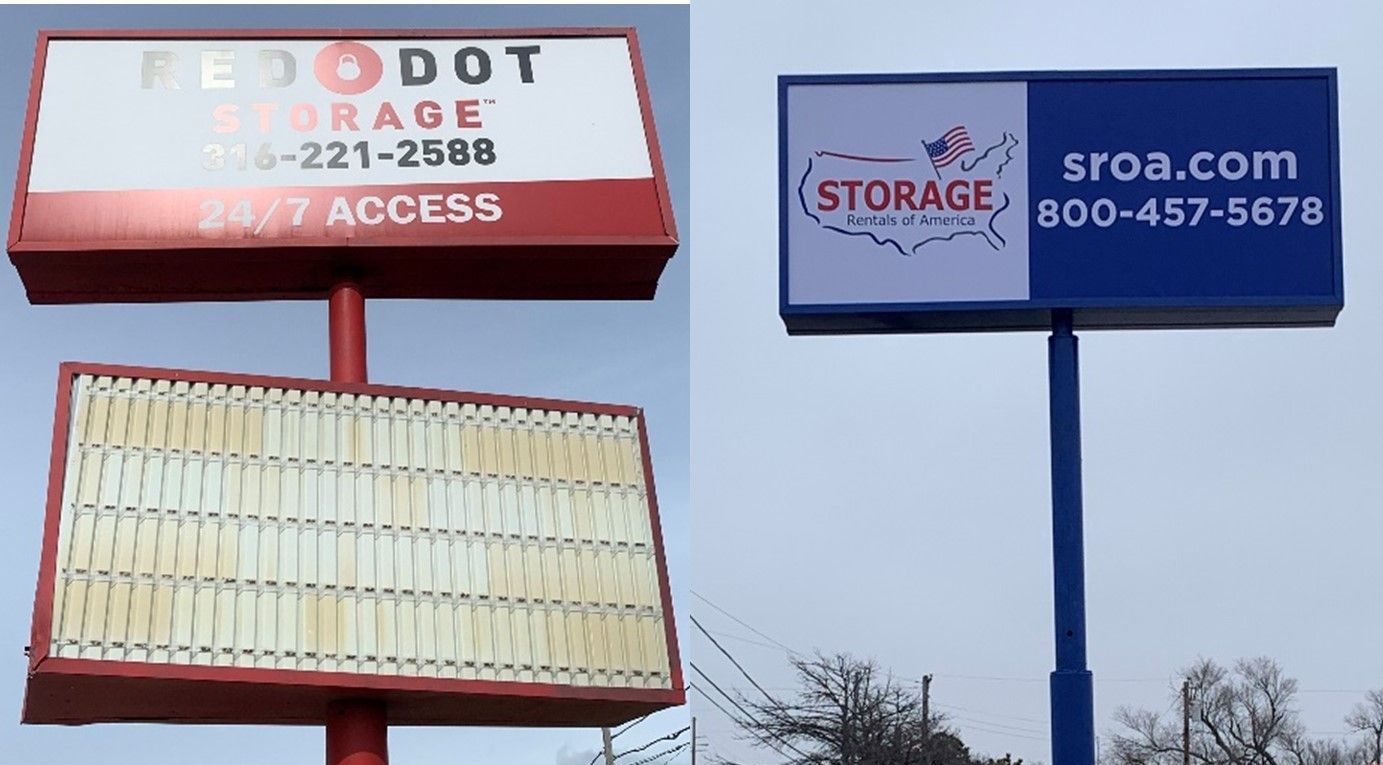 RED DOT
STORAGE™
316-221-2588
24/7 ACCESS
STORAGE
Rentals of America
sroa.com
800-457-5678